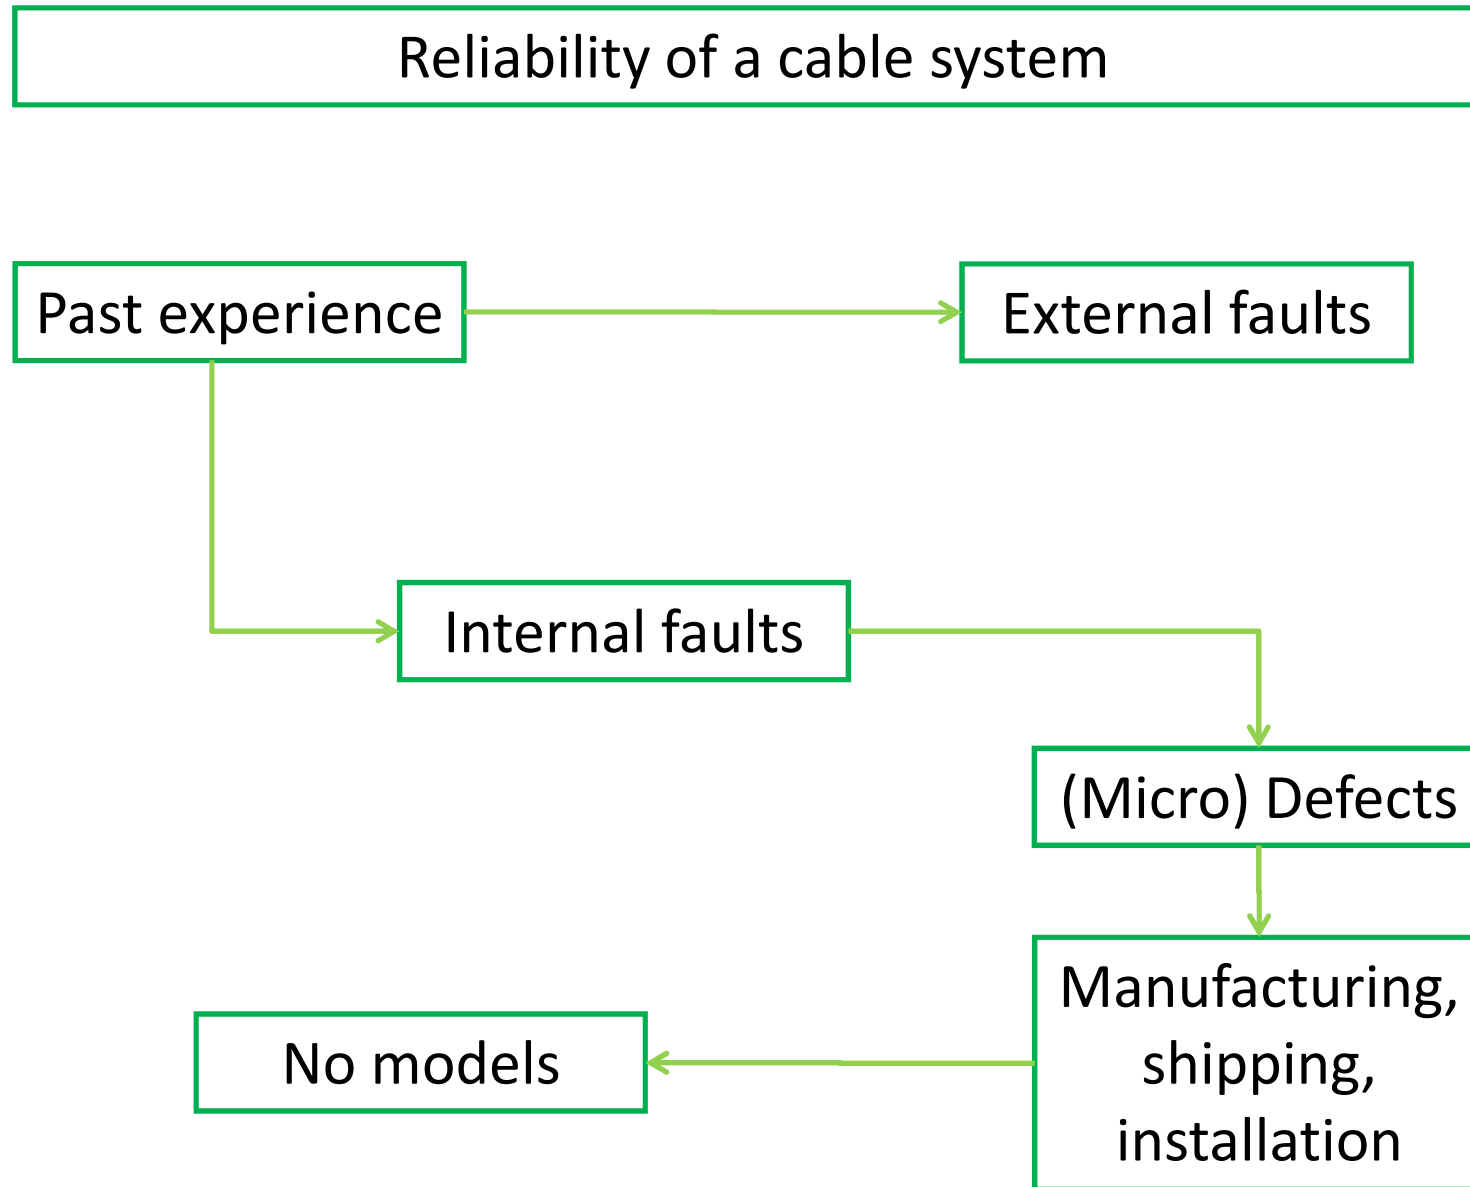 Reliability of a cable system
Past experience
External faults
Internal faults
(Micro) Defects
Manufacturing,
shipping,
installation
No models